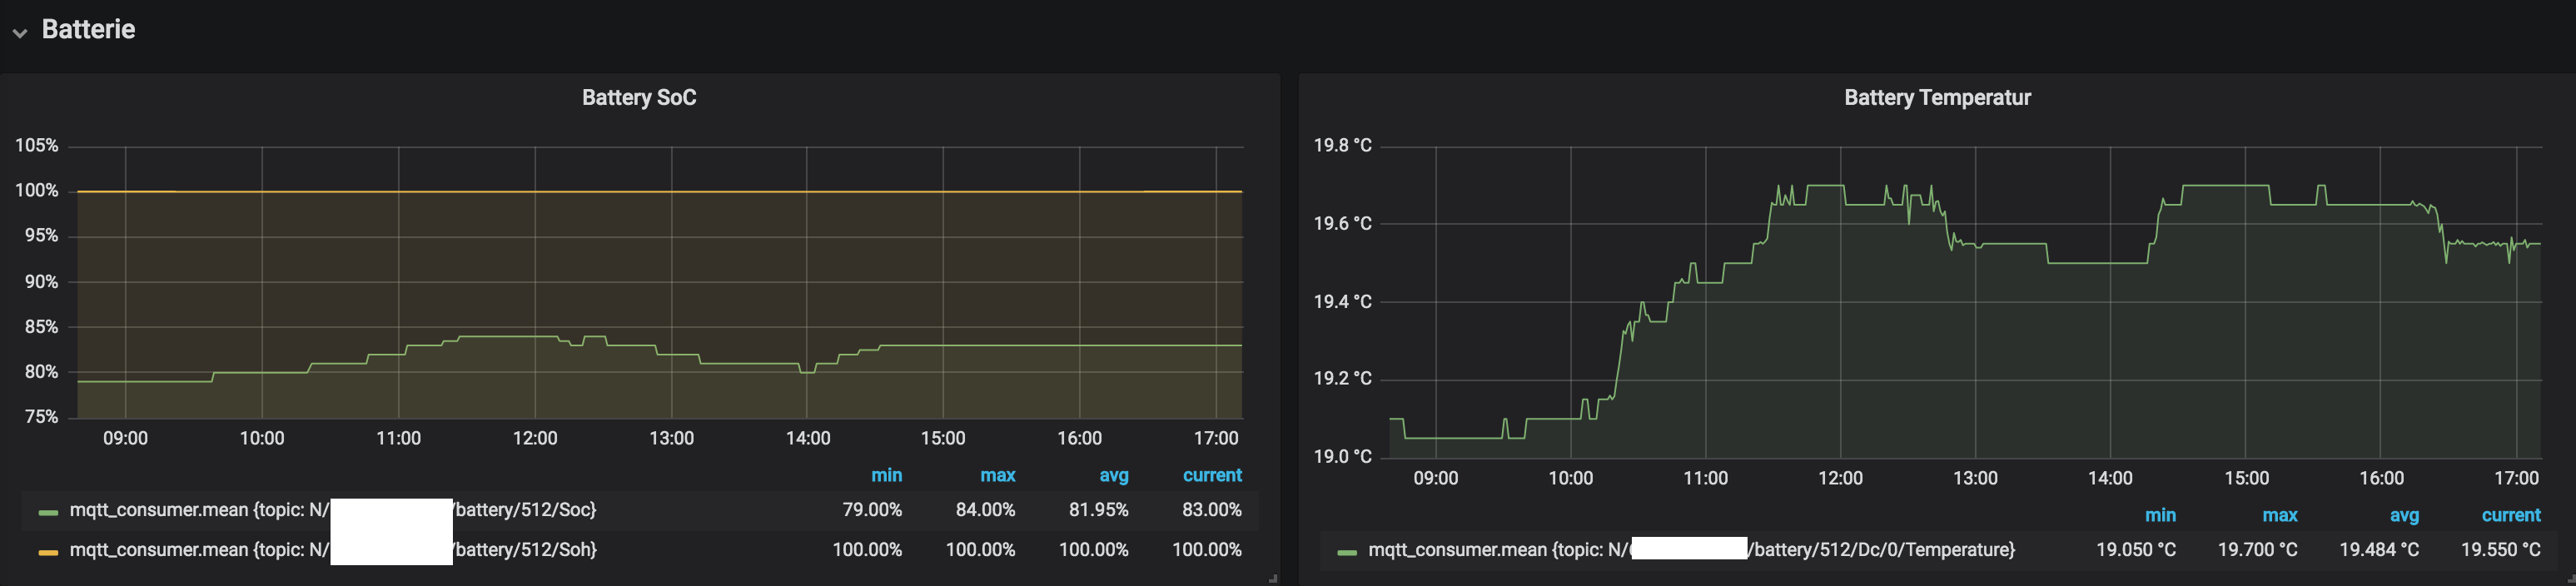 Batterie
Battery SoC
105%
100%
95%
90%
85%
80%
75%
09:00 10:00 11:00 12:00 13:00 14:00 15:00 16:00 17:00
min max avg current
mqtt_consumer.mean {topic: N/ /battery/512/Soc} 79.00% 84.00% 81.95% 83.00%
mqtt_consumer.mean {topic: N/ /battery/512/Soh} 100.00% 100.00% 100.00% 100.00%
Battery Temperatur
19.8 °C
19.6 °C
19.4 °C
19.2 °C
19.0 °C
09:00 10:00 11:00 12:00 13:00 14:00 15:00 16:00 17:00
min max avg current
mqtt_consumer.mean {topic: N/ /battery/512/Dc/0/Temperature} 19.050 °C 19.700 °C 19.484 °C 19.550 °C